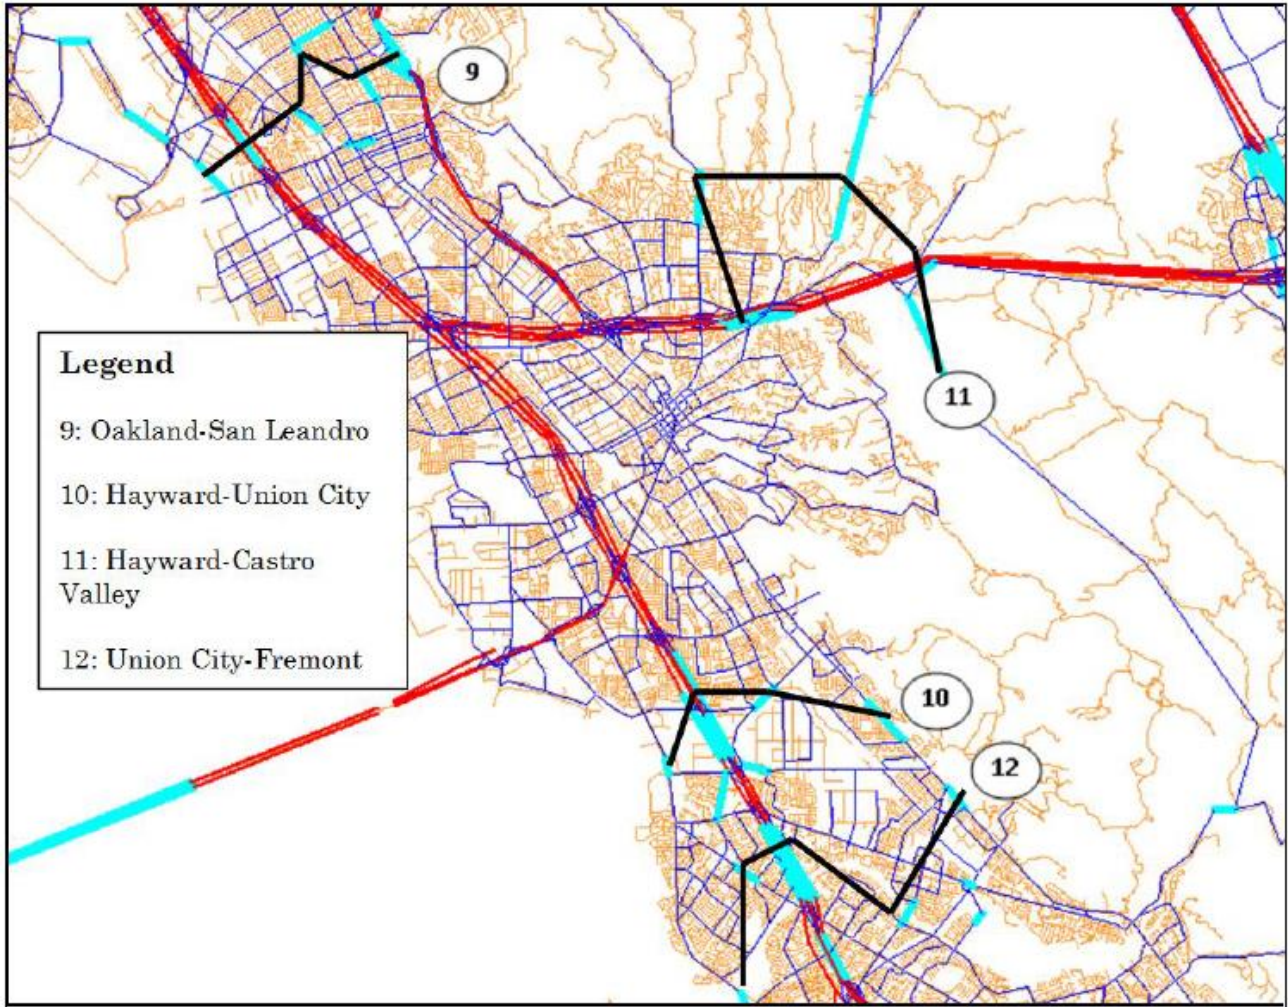 9
11
Legend
9: Oakland-San Leandro
10: Hayward-Union City
11: Hayward-Castro
Valley
12: Union City-Fremont
10
12